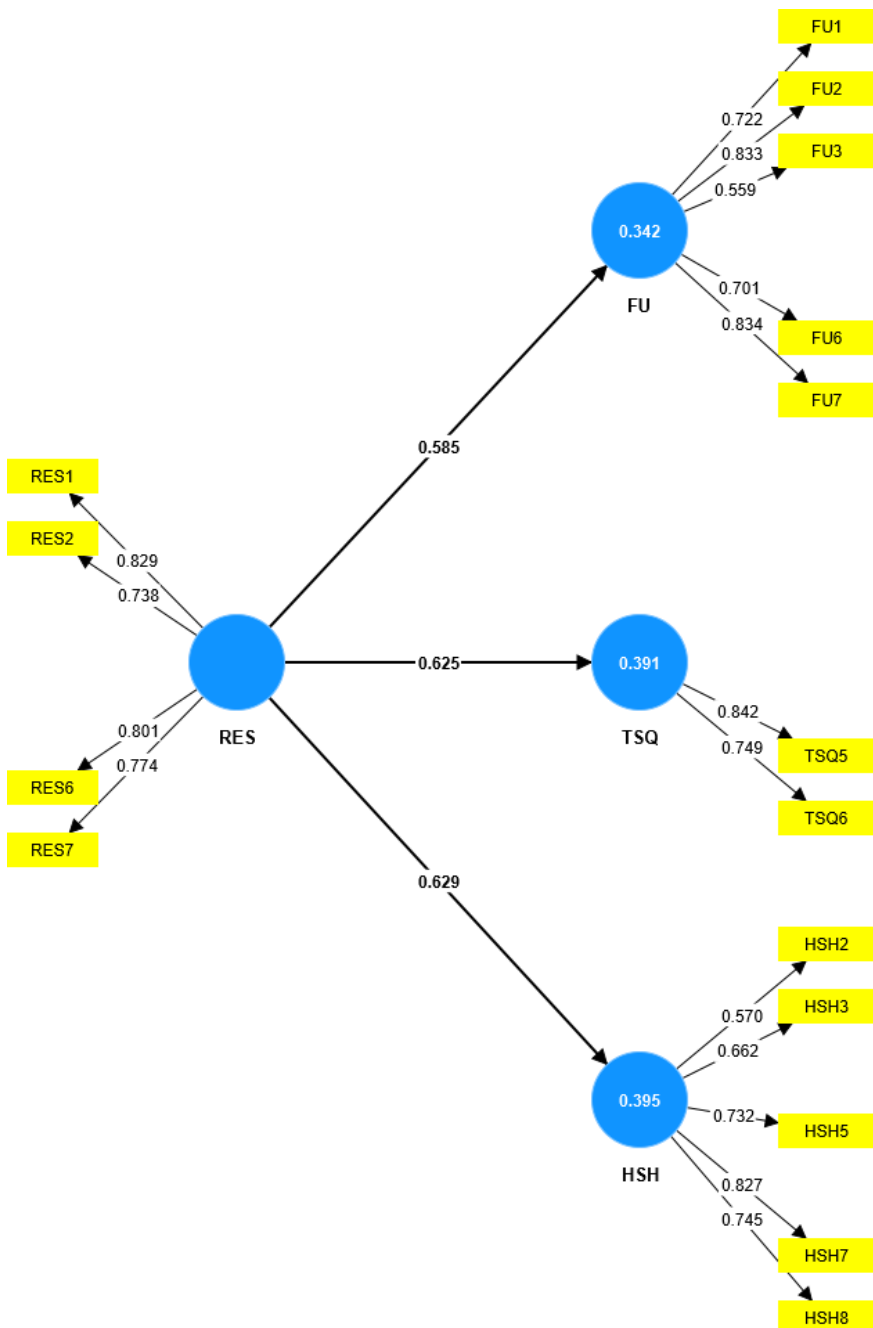 FU1
FU2
0.722
0.833
FU3
0.559
0.342
0.701
FU
0.834
FU6
FU7
0.585
RES1
RES2
0.829
0.738
0.625
0.391
0.842
0.801
RES
TSQ
0.774
0.749
TSQ5
RES6
TSQ6
RES7
0.629
HSH2
0.570
HSH3
0.662
0.395
0.732
HSH5
HSH
0.827
0.745
HSH7
HSH8